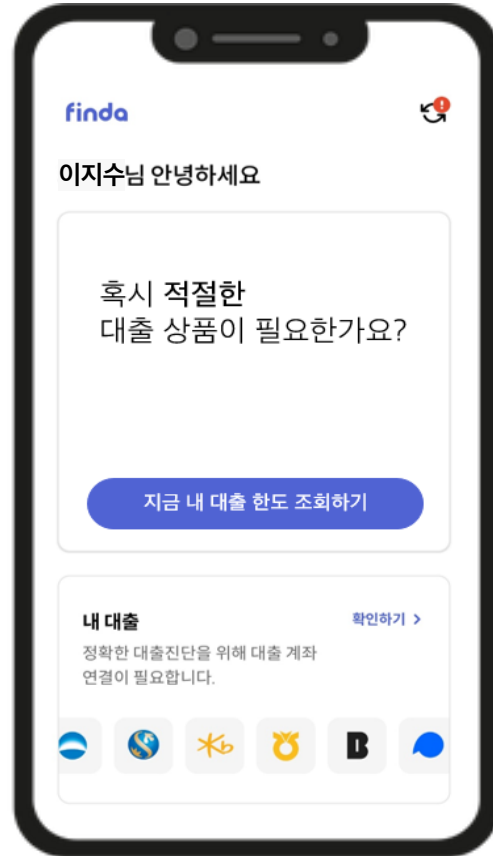 finda
이지수님 안녕하세요
혹시 적절한
대출 상품이 필요한가요?
지금 내 대출 한도 조회하기
내 대출
확인하기 >
정확한 대출진단을 위해 대출 계좌
연결이 필요합니다.